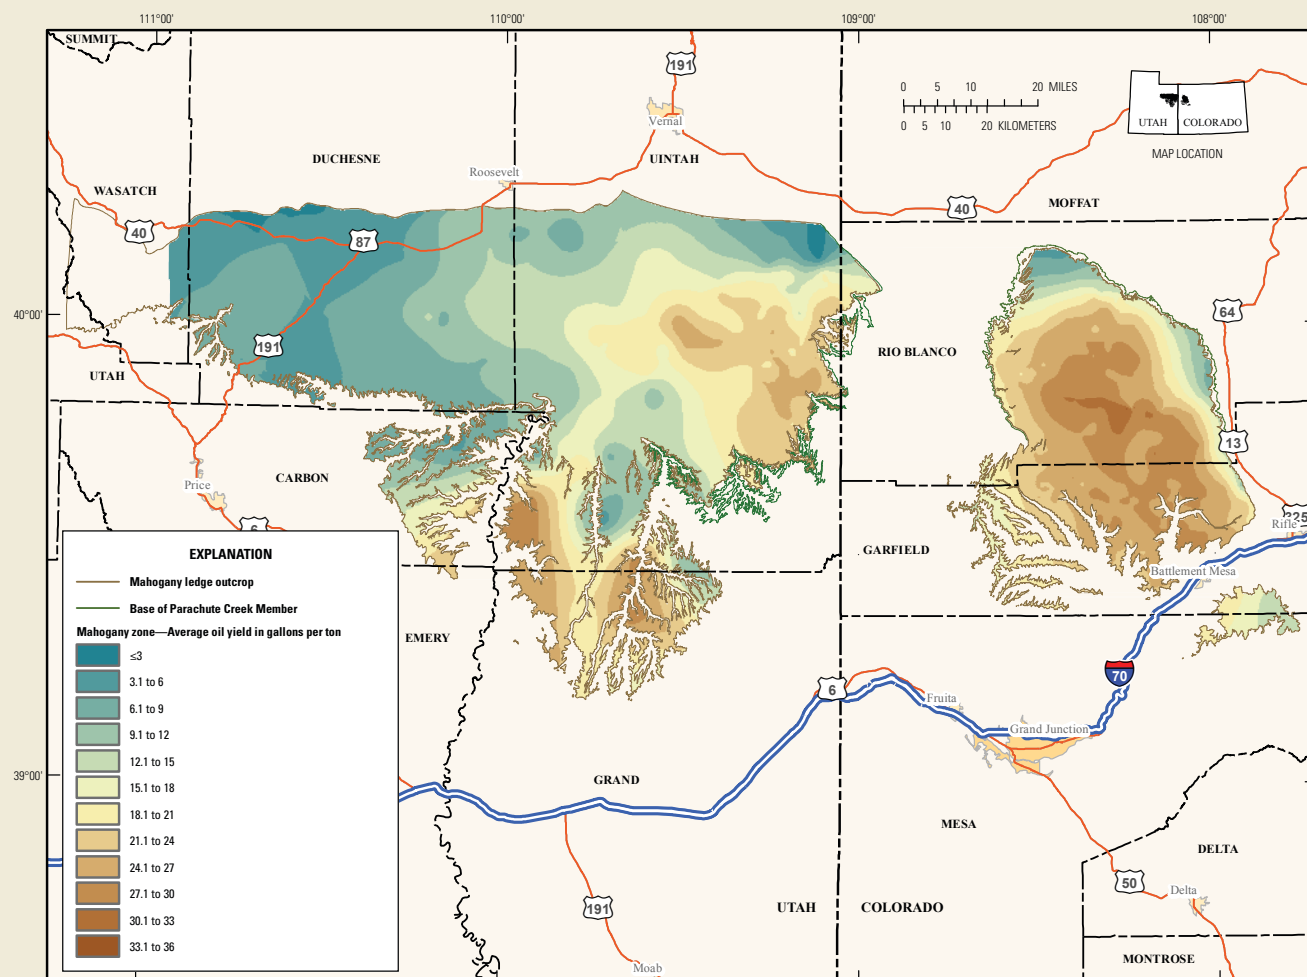 111°00'
110°00'
109°00'
108°00'
SUMMIT
191
0 5 10 20 MILES
0 5 10 20 KILOMETERS
UTAH
COLORADO
MAP LOCATION
Vernal
DUCHESNE
UINTAH
Roosevelt
WASATCH
40
87
40
MOFFAT
40°00'
64
191
RIO BLANCO
UTAH
13
CARBON
Price
6
Rifle
GARFIELD
Battlement Mesa
EXPLANATION
Mahogany ledge outcrop
Base of Parachute Creek Member
Mahogany zone—Average oil yield in gallons per ton
≤3
3.1 to 6
6.1 to 9
9.1 to 12
12.1 to 15
15.1 to 18
18.1 to 21
21.1 to 24
24.1 to 27
27.1 to 30
30.1 to 33
33.1 to 36
EMERY
70
6
Fruita
Grand Junction
39°00'
GRAND
MESA
DELTA
50
Delta
191
UTAH
COLORADO
MONTROSE
Moab